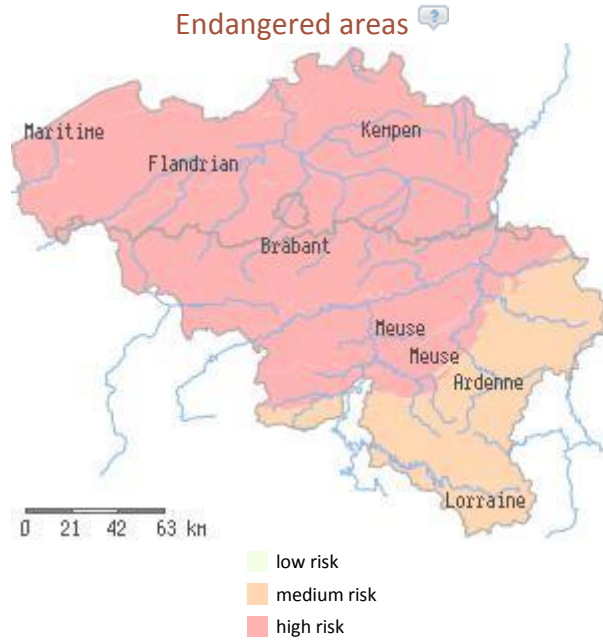 Endangered areas ?
Maritime
Kempen
Flandrian
Brabant
Meuse
Meuse
Ardenne
Lorraine
0 21 42 63 km
low risk
medium risk
high risk